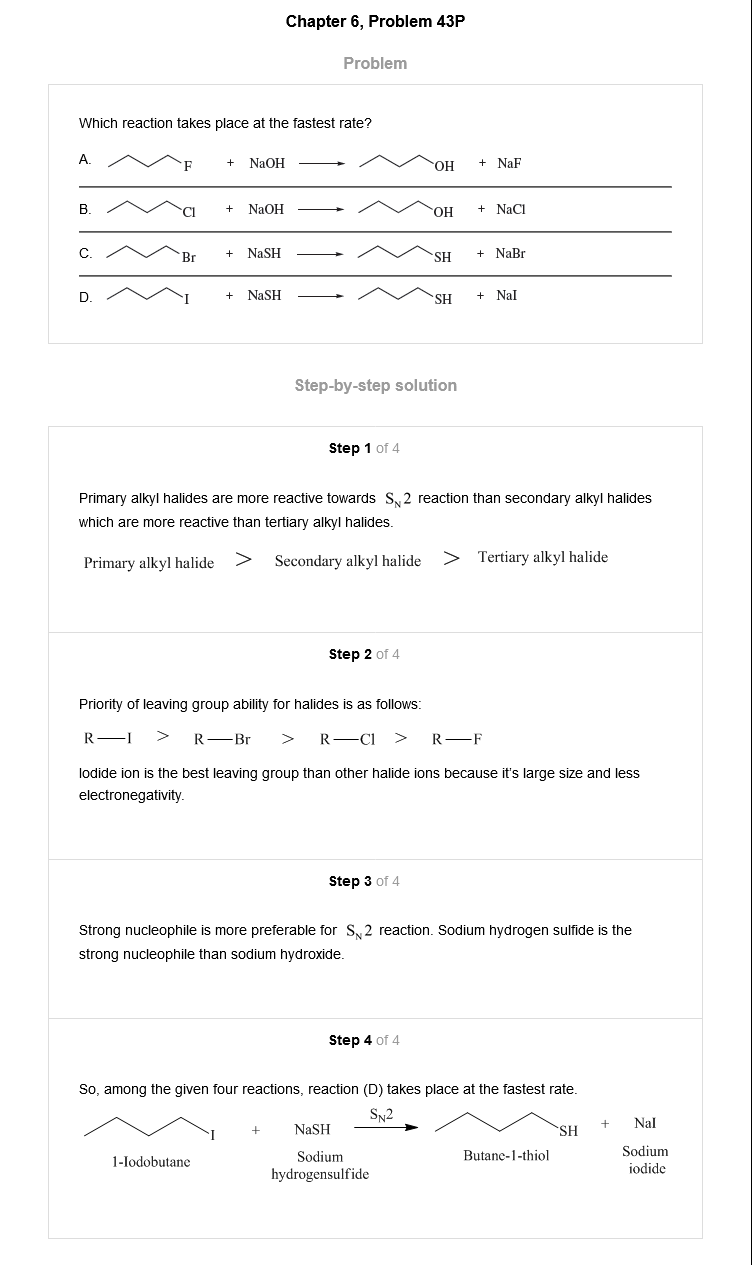 Chapter 6, Problem 43P
Problem
Which reaction takes place at the fastest rate?
A. F + NaOH OH + NaF
B. Cl + NaOH OH + NaCl
C. Br + NaSH SH + NaBr
D. I + NaSH SH + NaI
Step-by-step solution
Step 1 of 4
Primary alkyl halides are more reactive towards SN2 reaction than secondary alkyl halides
which are more reactive than tertiary alkyl halides.
Primary alkyl halide > Secondary alkyl halide > Tertiary alkyl halide
Step 2 of 4
Priority of leaving group ability for halides is as follows:
R—I > R—Br > R—Cl > R—F
Iodide ion is the best leaving group than other halide ions because it's large size and less
electronegativity.
Step 3 of 4
Strong nucleophile is more preferable for SN2 reaction. Sodium hydrogen sulfide is the
strong nucleophile than sodium hydroxide.
Step 4 of 4
So, among the given four reactions, reaction (D) takes place at the fastest rate.
SN2
I + NaSH SH + NaI
1-Iodobutane Sodium Butane-1-thiol Sodium
hydrogensulfide iodide